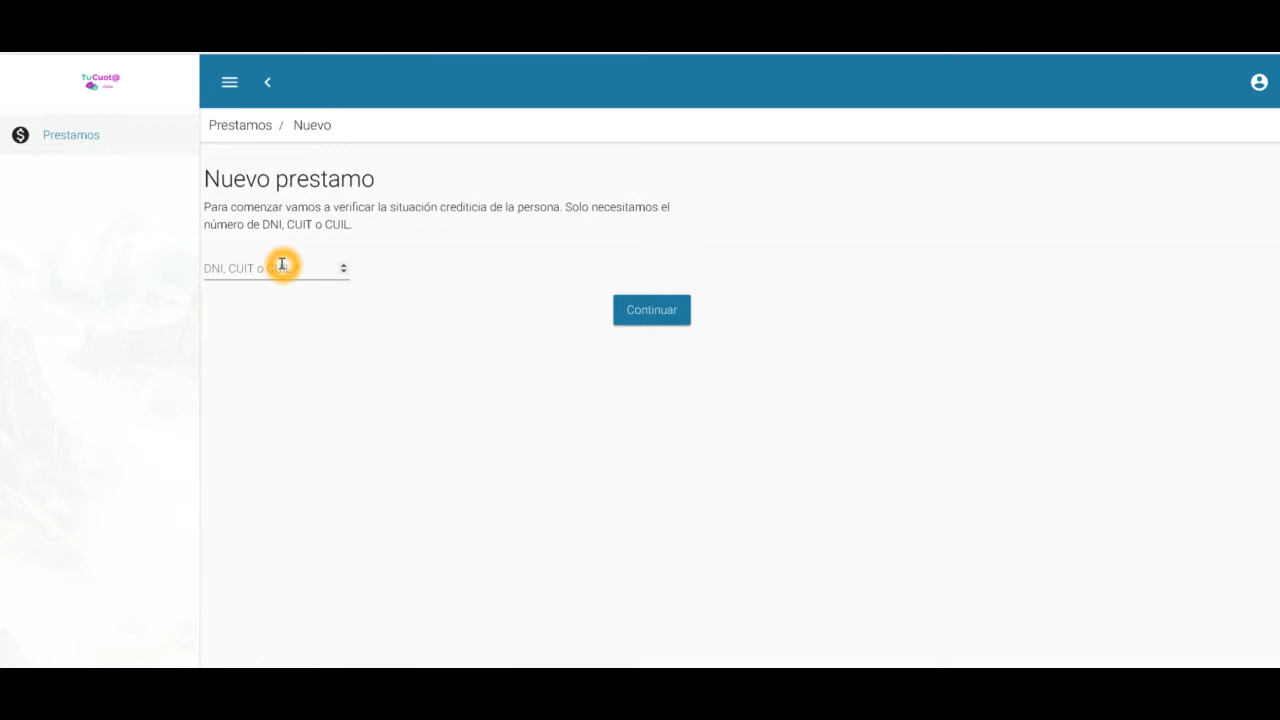 TuCuot@
Prestamos / Nuevo
Prestamos
Nuevo prestamo
Para comenzar vamos a verificar la situación crediticia de la persona. Solo necesitamos el
número de DNI, CUIT o CUIL.
DNI, CUIT o CUIL *
Continuar